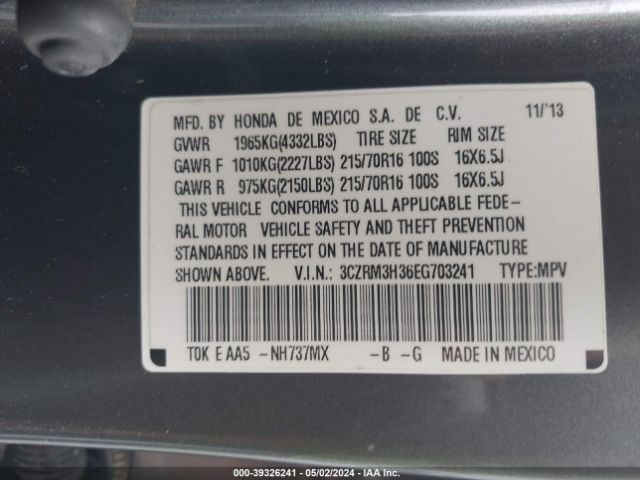 MFD. BY HONDA DE MEXICO S.A. DE C.V. 11/'13
GVWR 1965KG(4332LBS) TIRE SIZE RIM SIZE
GAWR F 1010KG(2227LBS) 215/70R16 100S 16X6.5J
GAWR R 975KG(2150LBS) 215/70R16 100S 16X6.5J
THIS VEHICLE CONFORMS TO ALL APPLICABLE FEDE-
RAL MOTOR VEHICLE SAFETY AND THEFT PREVENTION
STANDARDS IN EFFECT ON THE DATE OF MANUFACTURE
SHOWN ABOVE. V.I.N.: 3CZRM3H36EG703241 TYPE:MPV
T0K E AA5 -NH737MX -B -G MADE IN MEXICO
000-39326241 - 05/02/2024 - IAA Inc.